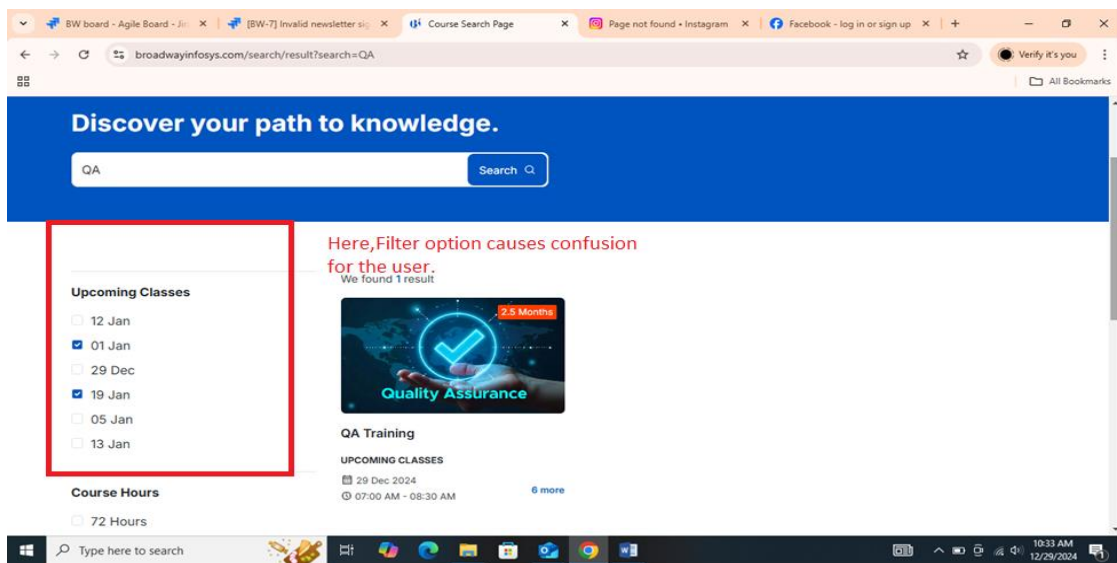 BW board - Agile Board - Jir
[BW-7] Invalid newsletter sig
Course Search Page
Page not found • Instagram
Facebook - log in or sign up
broadwayinfosys.com/search/result?search=QA
Verify it's you
All Bookmarks
Discover your path to knowledge.
QA
Search
Here,Filter option causes confusion
for the user.
We found 1 result
Upcoming Classes
12 Jan
01 Jan
29 Dec
19 Jan
05 Jan
13 Jan
Course Hours
72 Hours
2.5 Months
Quality Assurance
QA Training
UPCOMING CLASSES
29 Dec 2024
07:00 AM - 08:30 AM
6 more
Type here to search
10:33 AM
12/29/2024